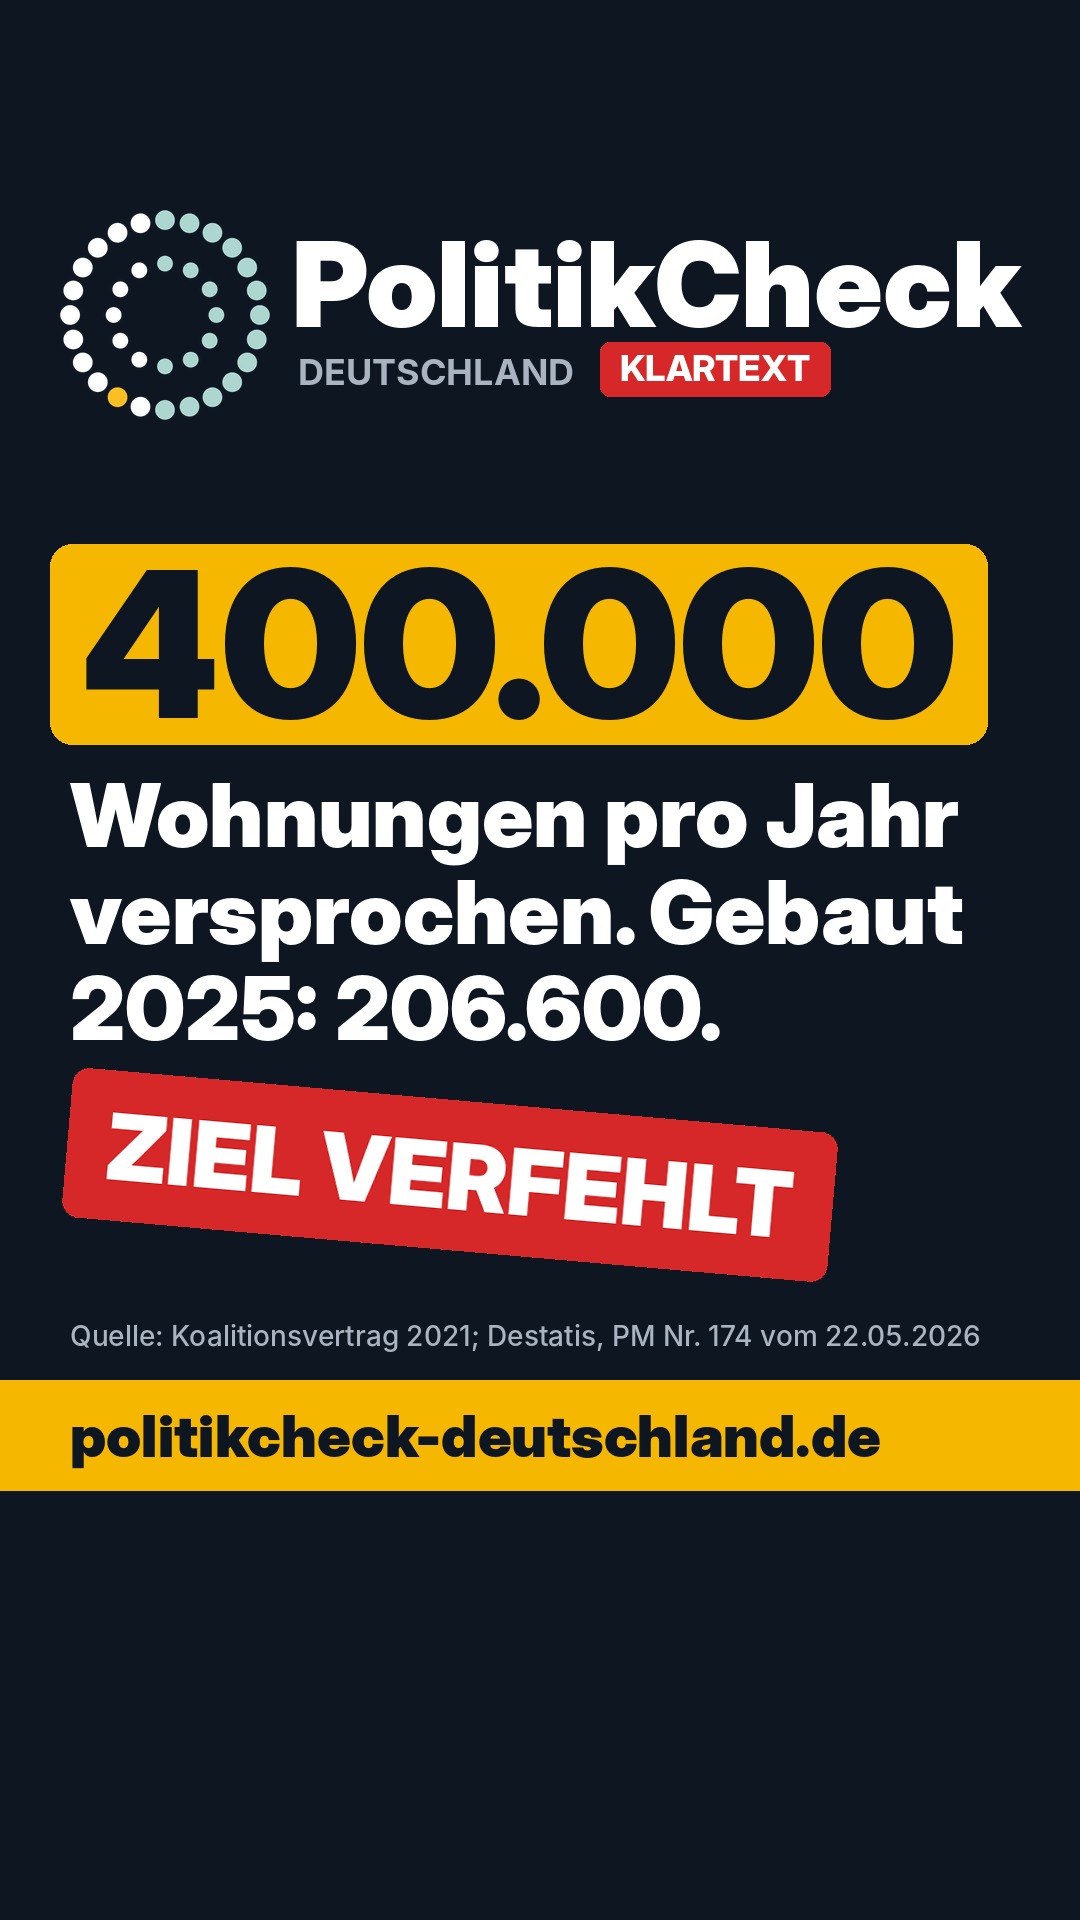 PolitikCheck
DEUTSCHLAND KLARTEXT
400.000
Wohnungen pro Jahr
versprochen. Gebaut
2025: 206.600.
ZIEL VERFEHLT
Quelle: Koalitionsvertrag 2021; Destatis, PM Nr. 174 vom 22.05.2026
politikcheck-deutschland.de